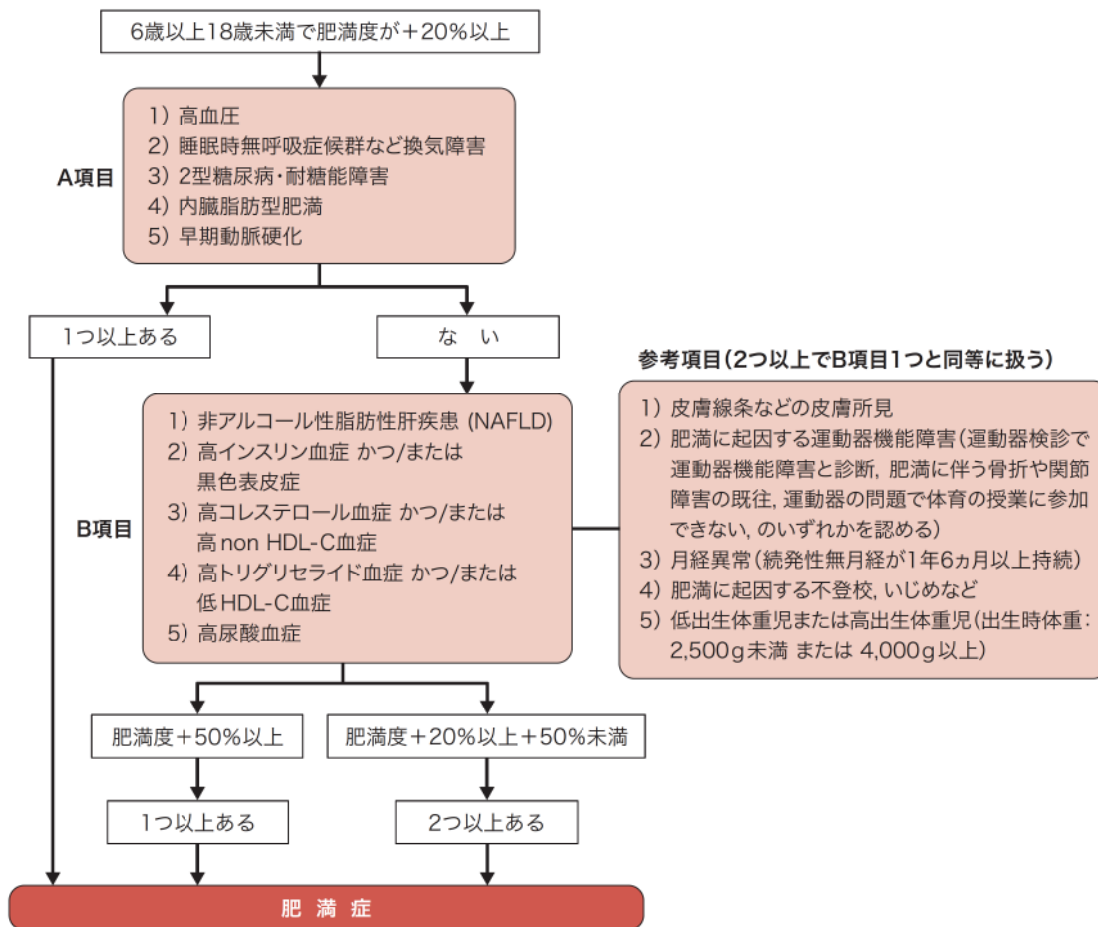 6歳以上18歳未満で肥満度が+20%以上
A項目
1) 高血圧
2) 睡眠時無呼吸症候群など換気障害
3) 2型糖尿病・耐糖能障害
4) 内臓脂肪型肥満
5) 早期動脈硬化
1つ以上ある
な い
B項目
1) 非アルコール性脂肪性肝疾患 (NAFLD)
2) 高インスリン血症 かつ/または
黒色表皮症
3) 高コレステロール血症 かつ/または
高non HDL-C血症
4) 高トリグリセライド血症 かつ/または
低HDL-C血症
5) 高尿酸血症
参考項目(2つ以上でB項目1つと同等に扱う)
1) 皮膚線条などの皮膚所見
2) 肥満に起因する運動器機能障害(運動器検診で
運動器機能障害と診断, 肥満に伴う骨折や関節
障害の既往, 運動器の問題で体育の授業に参加
できない, のいずれかを認める)
3) 月経異常(続発性無月経が1年6ヵ月以上持続)
4) 肥満に起因する不登校, いじめなど
5) 低出生体重児または高出生体重児(出生時体重:
2,500g未満 または 4,000g以上)
肥満度+50%以上
肥満度+20%以上+50%未満
1つ以上ある
2つ以上ある
肥 満 症